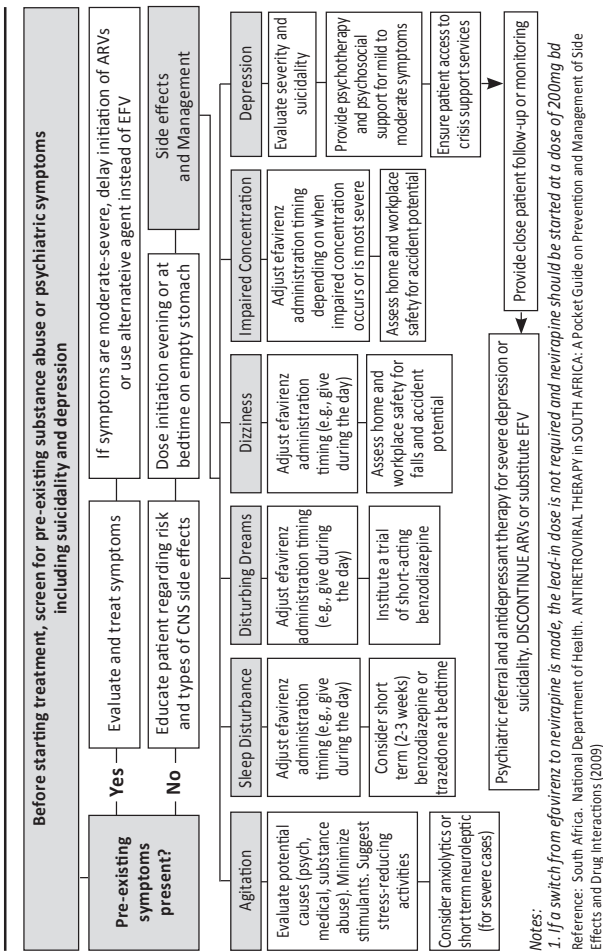 Before starting treatment, screen for pre-existing substance abuse or psychiatric symptoms
including suicidality and depression
Pre-existing
symptoms
present?
Yes
Evaluate and treat symptoms
If symptoms are moderate-severe, delay initiation of ARVs
or use alternateive agent instead of EFV
No
Educate patient regarding risk
and types of CNS side effects
Dose initiation evening or at
bedtime on empty stomach
Side effects
and Management
Agitation
Evaluate potential
causes (psych,
medical, substance
abuse). Minimize
stimulants. Suggest
stress-reducing
activities
Consider anxiolytics or
short term neuroleptic
(for severe cases)
Sleep Disturbance
Adjust efavirenz
administration
timing (e.g., give
during the day)
Consider short
term (2-3 weeks)
benzodiazepine or
trazedone at bedtime
Disturbing Dreams
Adjust efavirenz
administration timing
(e.g., give during
the day)
Institute a trial
of short-acting
benzodiazepine
Dizziness
Adjust efavirenz
administration
timing (e.g., give
during the day)
Assess home and
workplace safety for
falls and accident
potential
Impaired Concentration
Adjust efavirenz
administration timing
depending on when
impaired concentration
occurs or is most severe
Assess home and workplace
safety for accident potential
Depression
Evaluate severity and
suicidality
Provide psychotherapy
and psychosocial
support for mild to
moderate symptoms
Ensure patient access to
crisis support services
Provide close patient follow-up or monitoring
Psychiatric referral and antidepressant therapy for severe depression or
suicidality. DISCONTINUE ARVs or substitute EFV
Notes:
1. If a switch from efavirenz to nevirapine is made, the lead-in dose is not required and nevirapine should be started at a dose of 200mg bd
Reference: South Africa. National Department of Health. ANTIRETROVIRAL THERAPY in SOUTH AFRICA: A Pocket Guide on Prevention and Management of Side
Effects and Drug Interactions (2009)